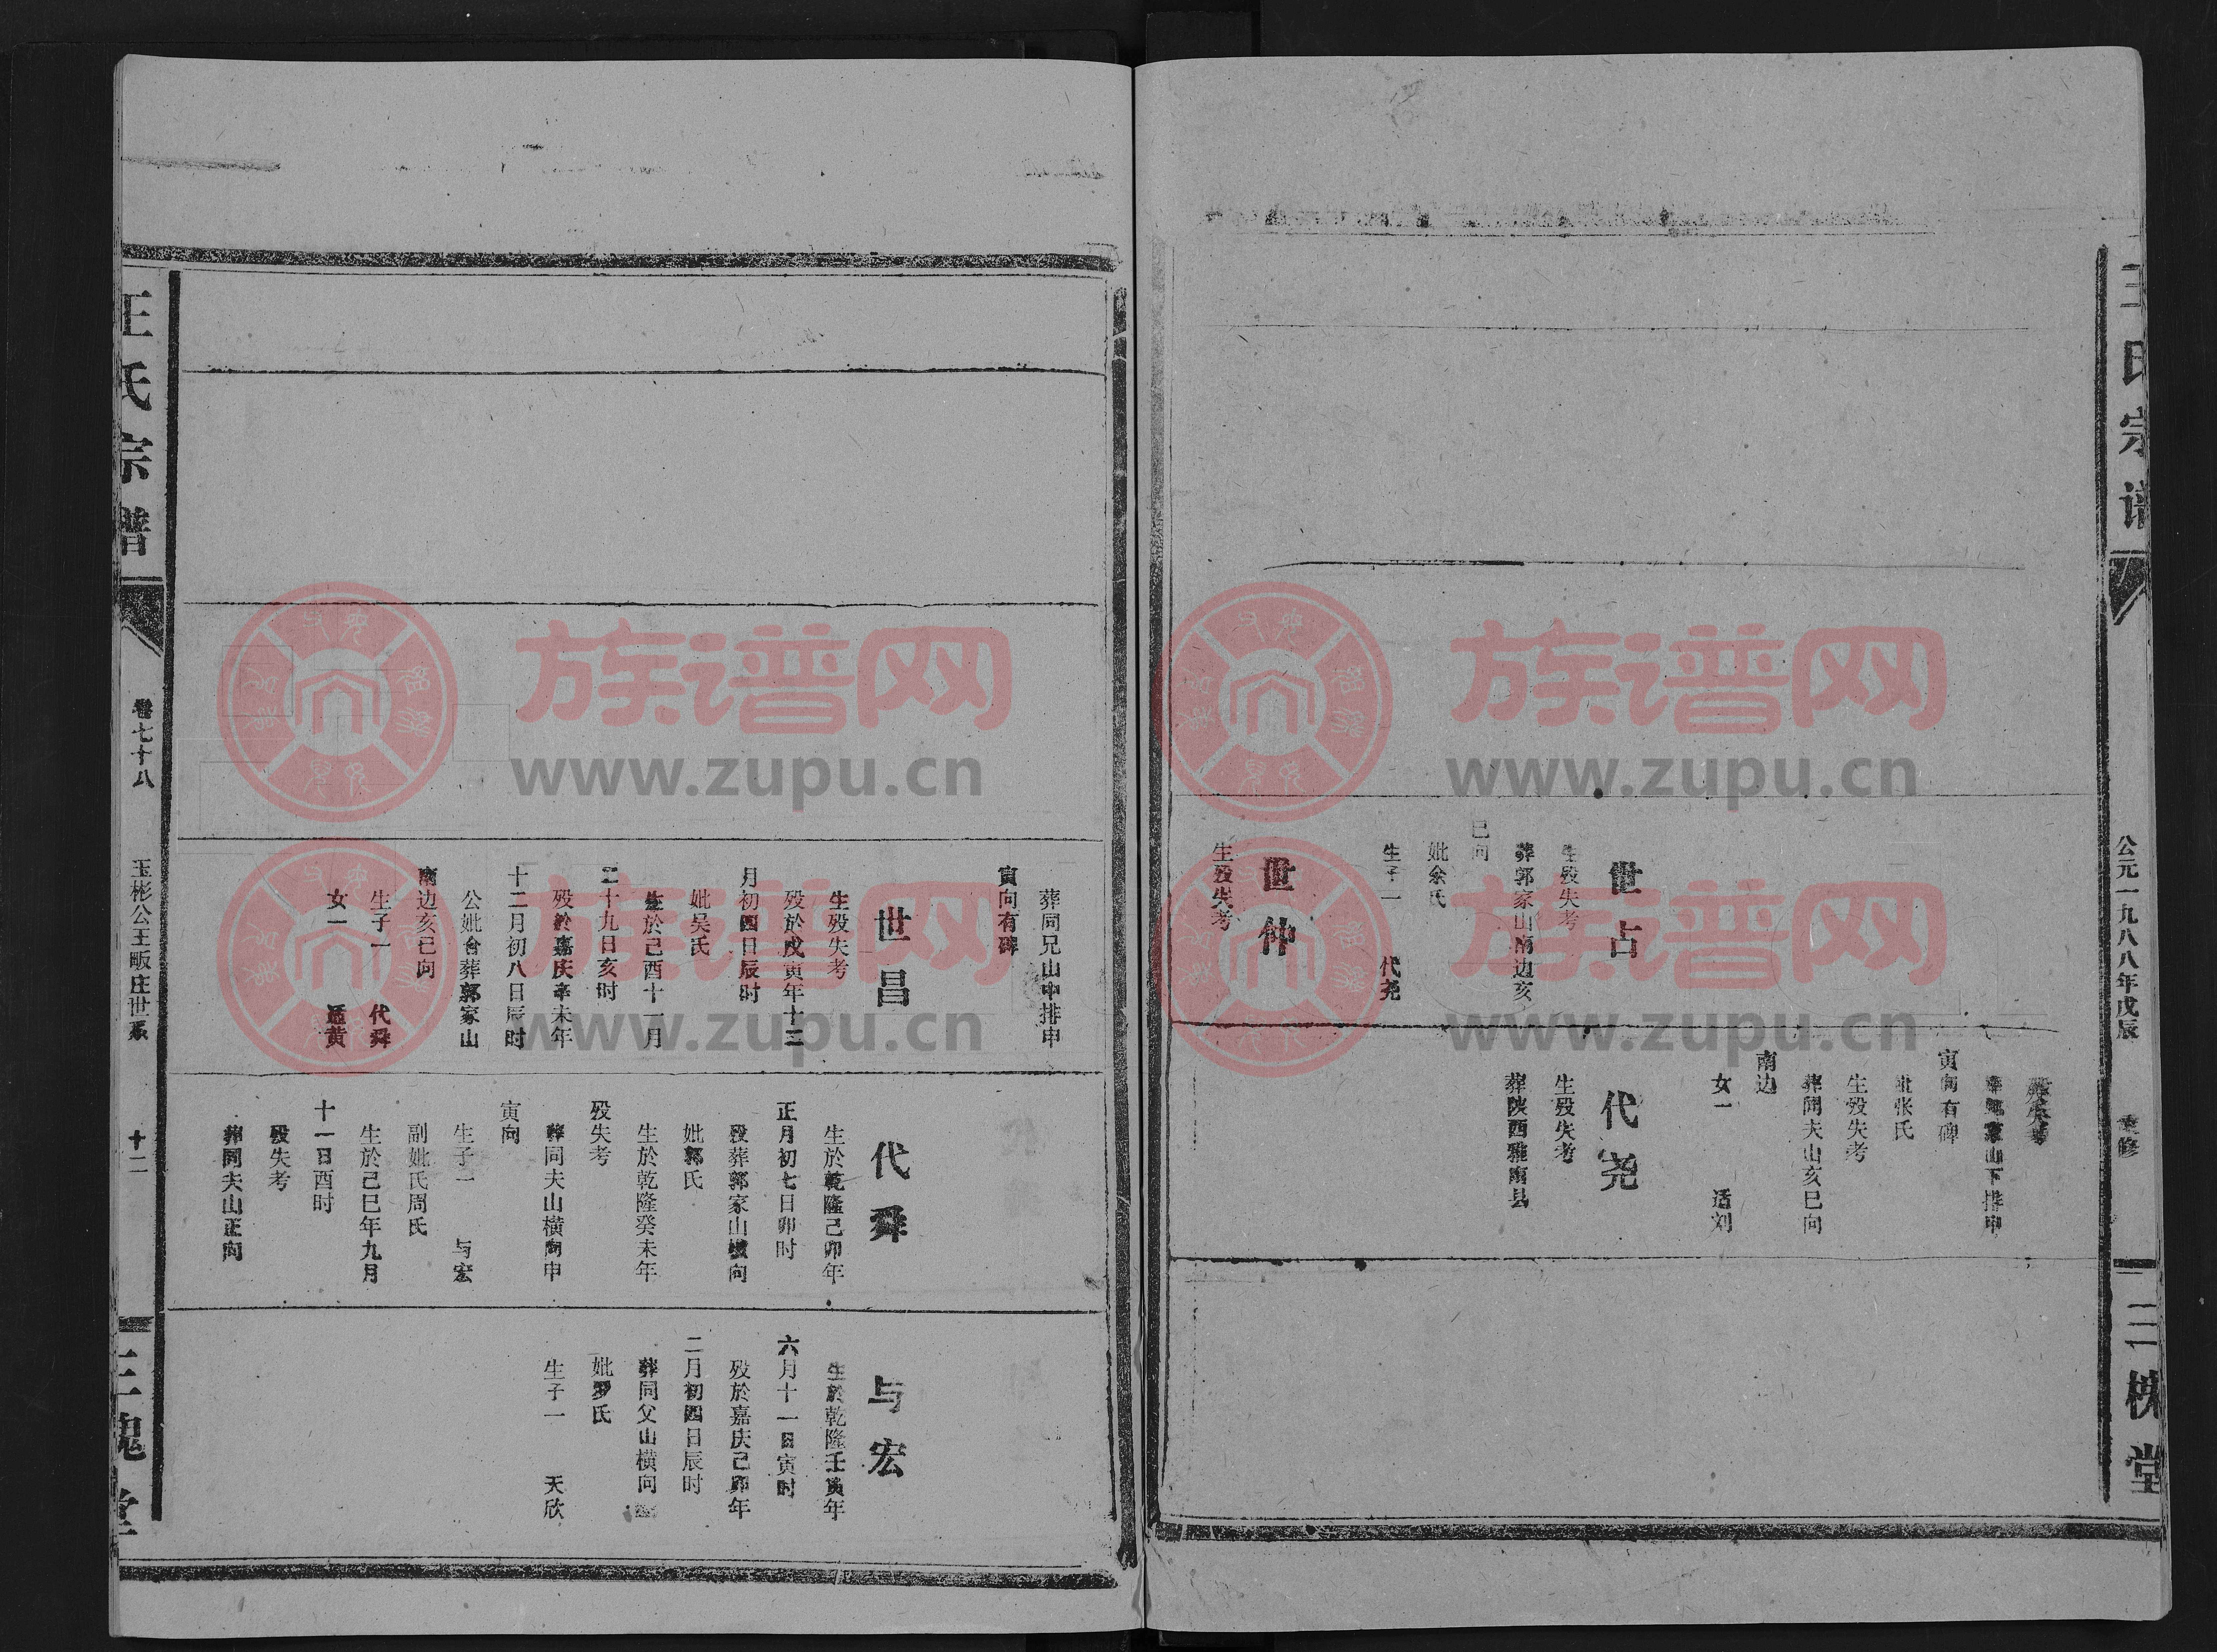 王氏宗谱
公元一九八八年戊辰
重修
三槐堂
世占
生殁失考
葬郭家山南边亥
巳向
妣余氏
生子一 代尧
世仲
生殁失考
殁失考
葬郭家山下排申
寅向有碑
妣张氏
生殁失考
葬同夫山亥巳向
南边
女一 适刘
代尧
生殁失考
葬陕西雅南县
葬同兄山中排申
寅向有碑
世昌
生殁失考
殁於戊寅年十二
月初四日辰时
妣吴氏
生於己酉十一月
二十九日亥时
殁於嘉庆辛未年
十二月初八日辰时
公妣合葬郭家山
南边亥巳向
生子一 代舜
女一 适黄
代舜
生於乾隆己卯年
正月初七日卯时
殁葬郭家山横向
妣郭氏
生於乾隆癸未年
殁失考
葬同夫山横向申
寅向
生子一 与宏
副妣氏周氏
生於己巳年九月
十一日酉时
殁失考
葬同夫山正向
与宏
生於乾隆壬寅年
六月十一日寅时
殁於嘉庆己卯年
二月初四日辰时
葬同父山横向
妣罗氏
生子一 天欣
王氏宗谱
卷七十八
玉彬公王畈庄世系
十二
三槐堂
族谱网
www.zupu.cn
族谱网
www.zupu.cn
www.zupu.cn
www.zupu.cn